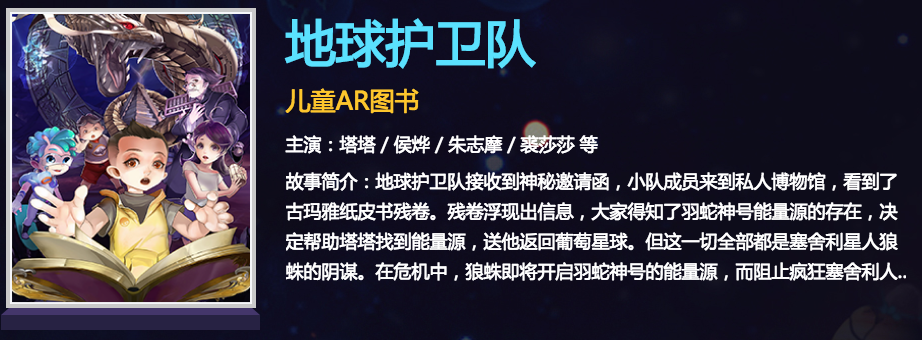 地球护卫队
儿童AR图书
主演：塔塔 / 侯烨 / 朱志摩 / 裘莎莎 等
故事简介：地球护卫队接收到神秘邀请函，小队成员来到私人博物馆，看到了
古玛雅纸皮书残卷。残卷浮现出信息，大家得知了羽蛇神号能量源的存在，决
定帮助塔塔找到能量源，送他返回葡萄星球。但这一切全部都是塞舍利星人狼
蛛的阴谋。在危机中，狼蛛即将开启羽蛇神号的能量源，而阻止疯狂塞舍利人..